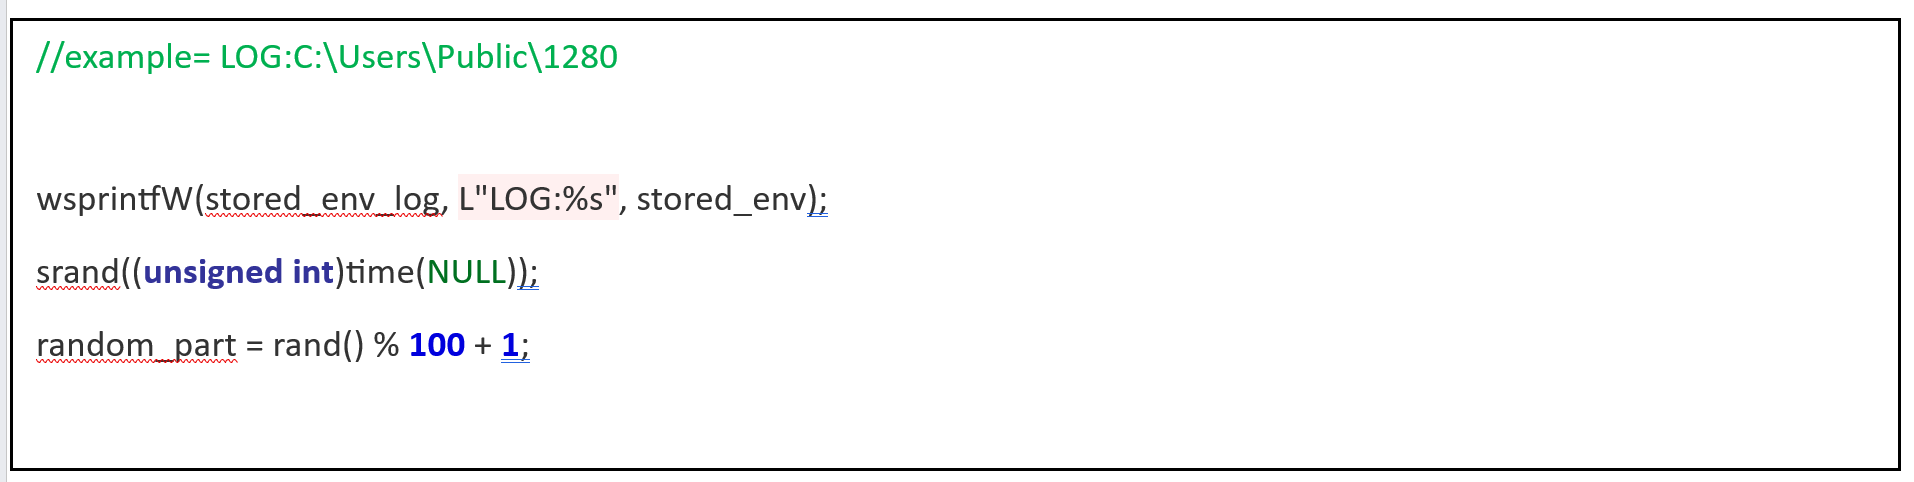 //example= LOG:C:\Users\Public\1280
wsprintfW(stored_env_log, L"LOG:%s", stored_env);
srand((unsigned int)time(NULL));
random_part = rand() % 100 + 1;